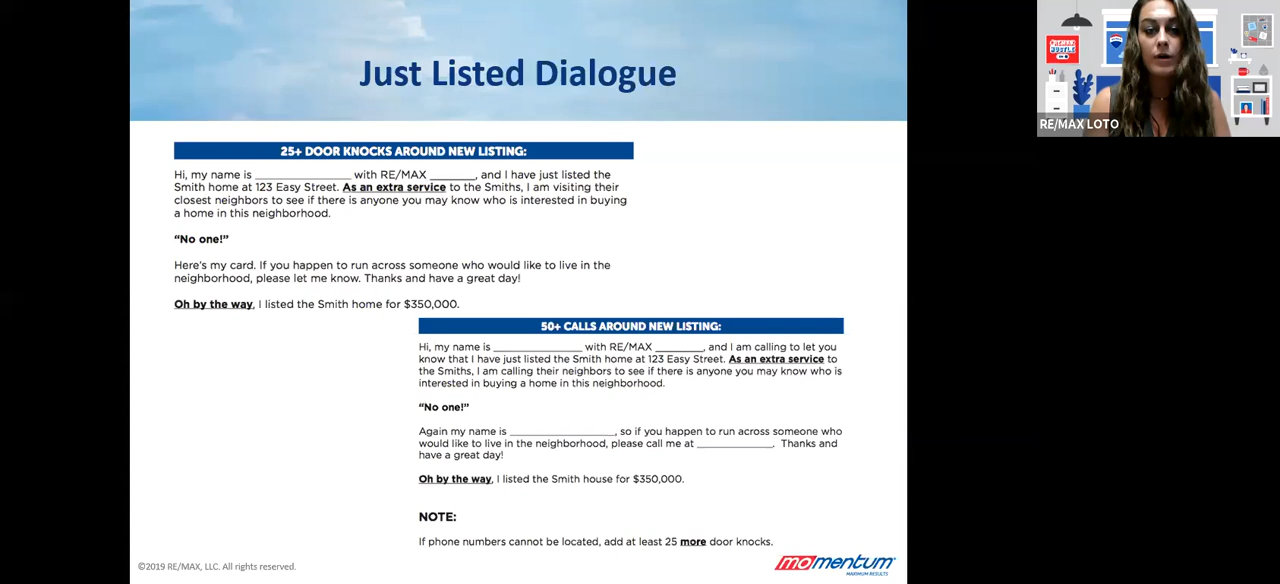 Just Listed Dialogue
25+ DOOR KNOCKS AROUND NEW LISTING:
Hi, my name is _______________ with RE/MAX _______, and I have just listed the
Smith home at 123 Easy Street. As an extra service to the Smiths, I am visiting their
closest neighbors to see if there is anyone you may know who is interested in buying
a home in this neighborhood.
“No one!”
Here’s my card. If you happen to run across someone who would like to live in the
neighborhood, please let me know. Thanks and have a great day!
Oh by the way, I listed the Smith home for $350,000.
50+ CALLS AROUND NEW LISTING:
Hi, my name is _______________ with RE/MAX ________, and I am calling to let you
know that I have just listed the Smith home at 123 Easy Street. As an extra service to
the Smiths, I am calling their neighbors to see if there is anyone you may know who is
interested in buying a home in this neighborhood.
“No one!”
Again my name is _________________, so if you happen to run across someone who
would like to live in the neighborhood, please call me at ____________. Thanks and
have a great day!
Oh by the way, I listed the Smith house for $350,000.
NOTE:
If phone numbers cannot be located, add at least 25 more door knocks.
©2019 RE/MAX, LLC. All rights reserved.
momentum
MAXIMUM RESULTS
RE/MAX LOTO